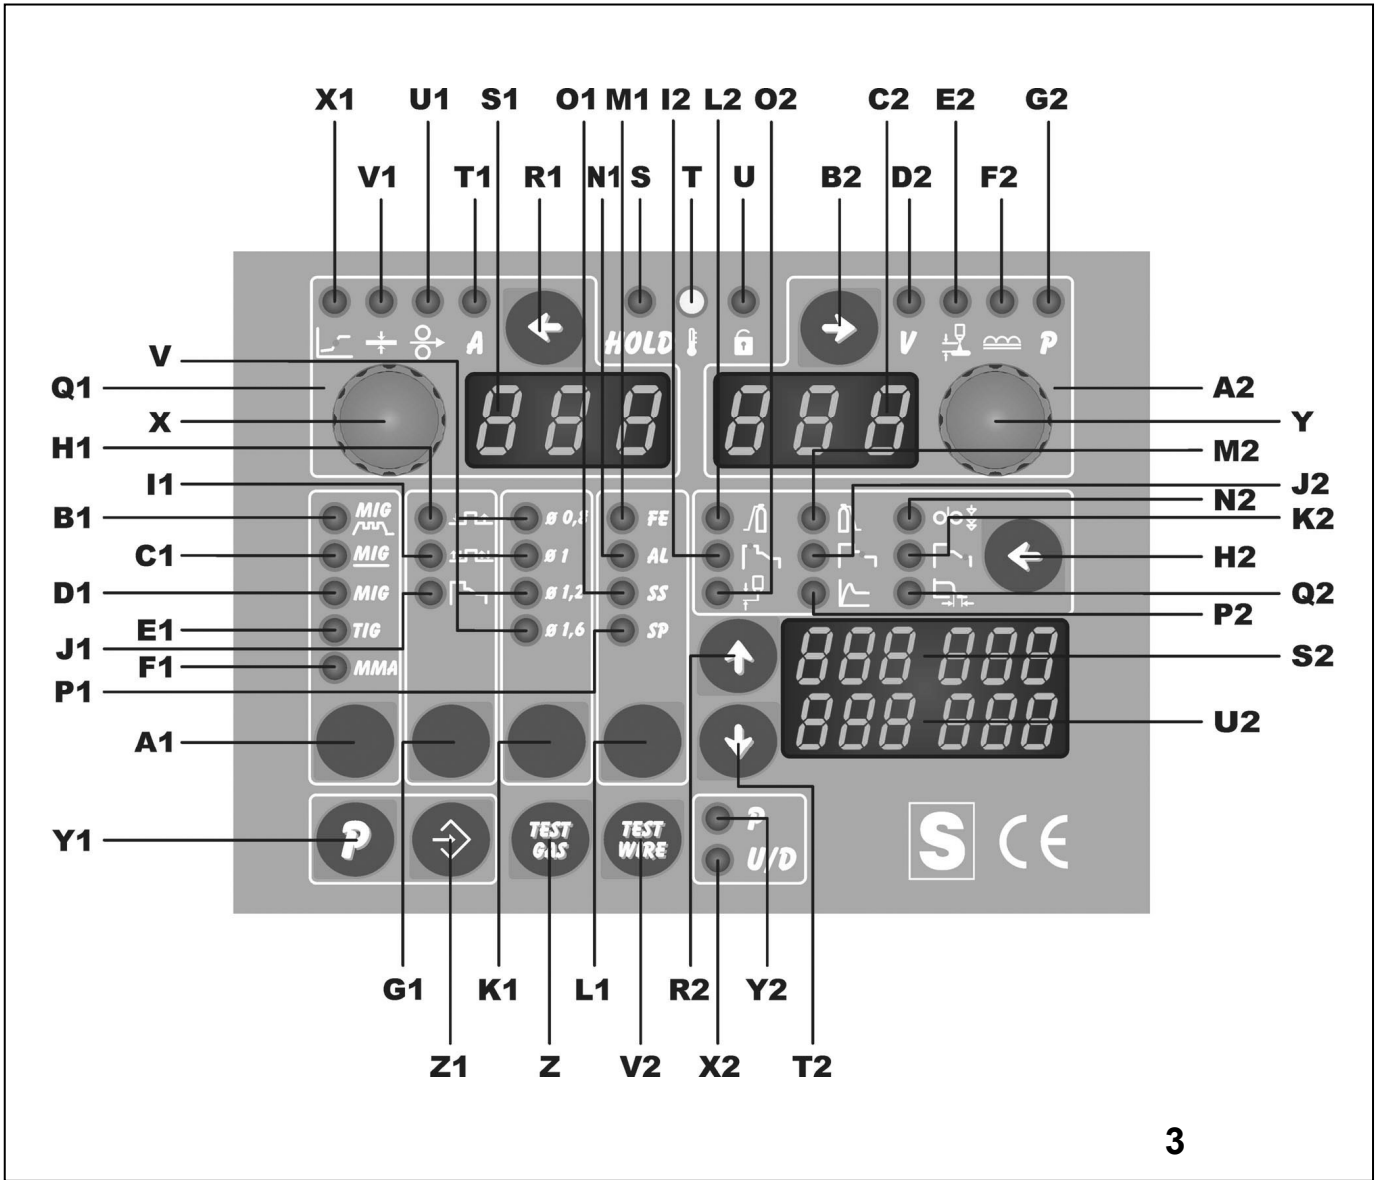 X1 U1 S1 O1 M1 I2 L2 O2 C2 E2 G2
V1 T1 R1 N1 S T U B2 D2 F2
A HOLD V P
V
Q1 A2
X Y
H1 M2
I1 J2
N2
B1 MIG ø 0,8 FE K2
C1 MIG ø 1 AL H2
D1 MIG ø 1,2 SS Q2
E1 TIG ø 1,6 SP P2
J1
F1 MMA S2
P1
U2
A1
Y1 P TEST GAS TEST WIRE P S CE
U/D
G1 K1 L1 R2 Y2
Z1 Z V2 X2 T2
3